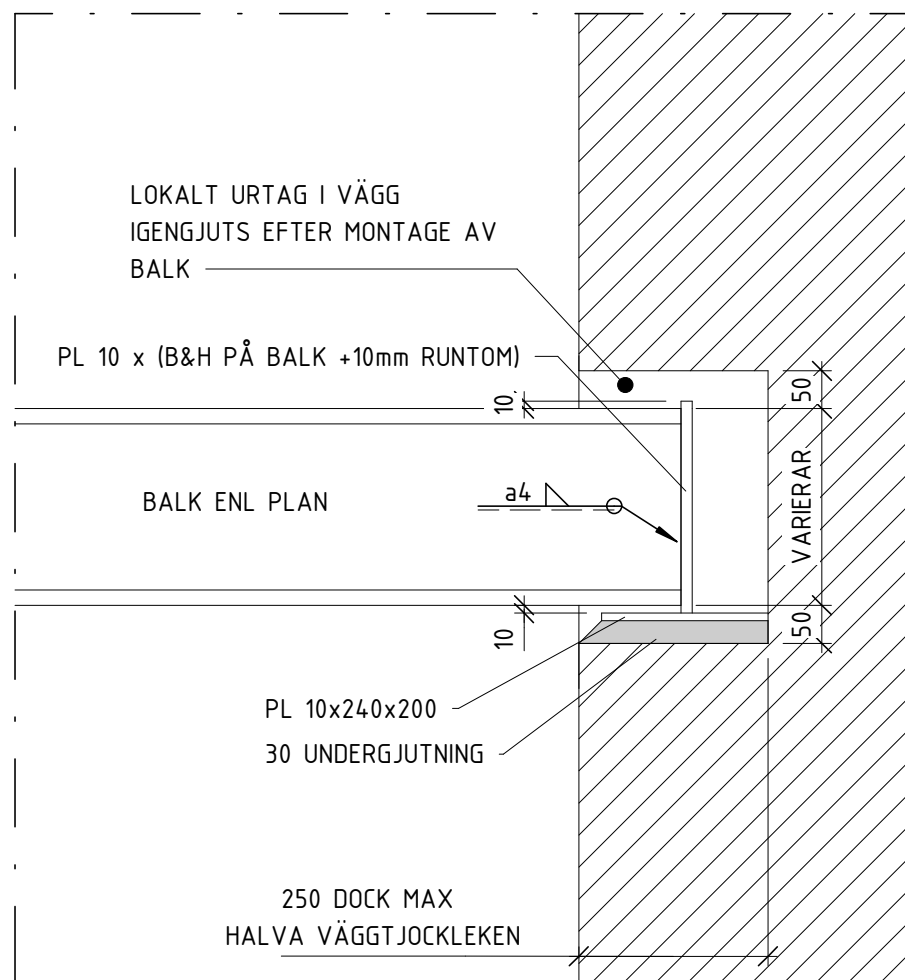 LOKALT URTAG I VÄGG
IGENGJUTS EFTER MONTAGE AV
BALK
PL 10 x (B&H PÅ BALK +10mm RUNTOM)
10
50
BALK ENL PLAN
a4
VARIERAR
10
50
PL 10x240x200
30 UNDERGJUTNING
250 DOCK MAX
HALVA VÄGGTJOCKLEKEN